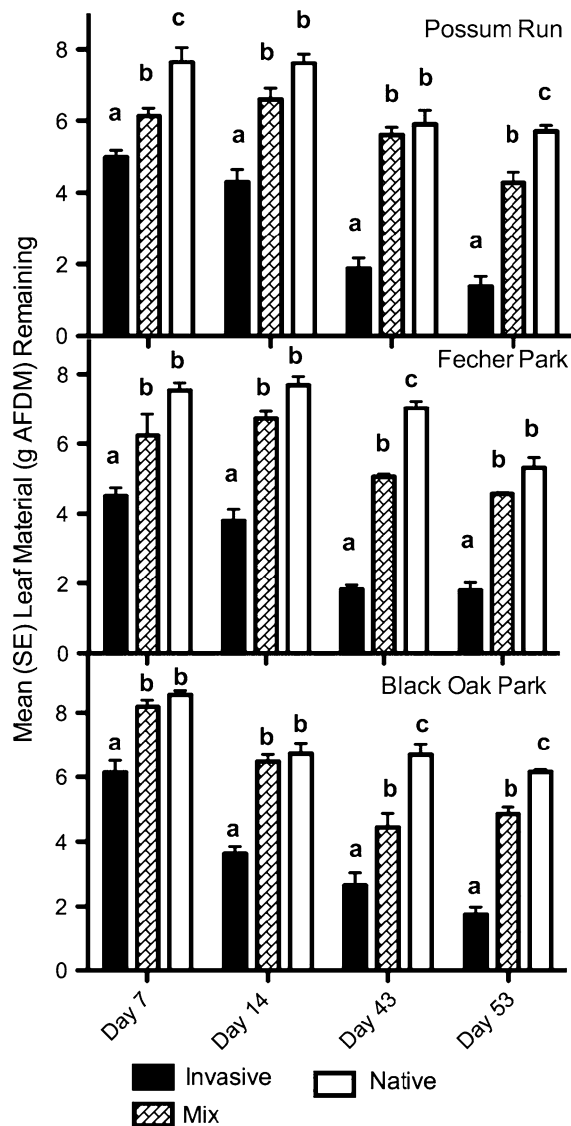 Possum Run
8
6
4
2
0
a b c
a b b
a b b
a b c
Fecher Park
8
6
4
2
0
a b b
a b b
a b c
a b b
Black Oak Park
8
6
4
2
0
a b b
a b b
a b c
a b c
Mean (SE) Leaf Material (g AFDM) Remaining
Day 7
Day 14
Day 43
Day 53
Invasive
Native
Mix